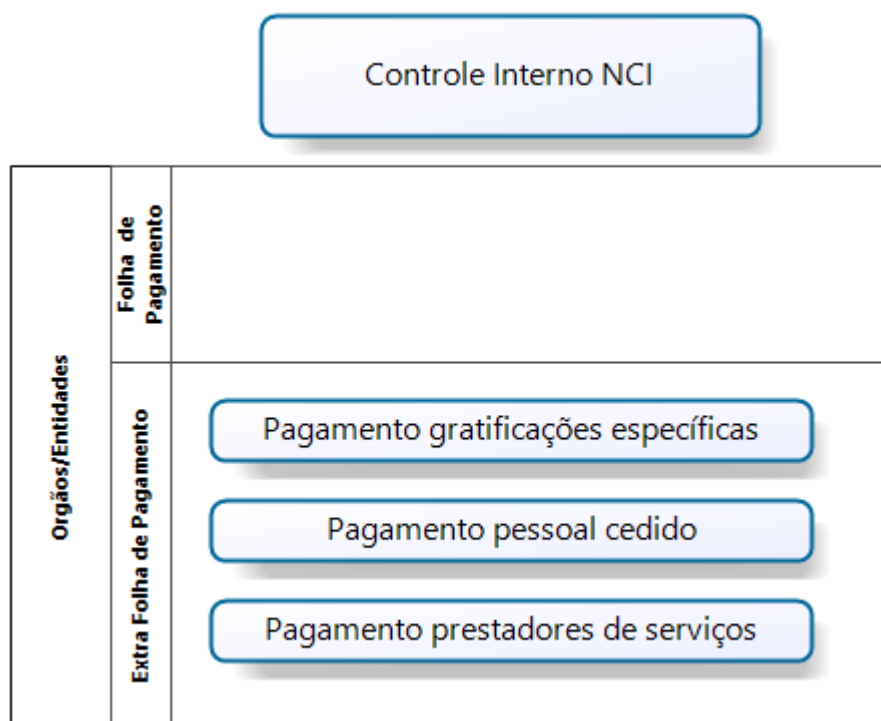 Controle Interno NCI
Orgãos/Entidades
Folha de
Pagamento
Extra Folha de Pagamento
Pagamento gratificações específicas
Pagamento pessoal cedido
Pagamento prestadores de serviços